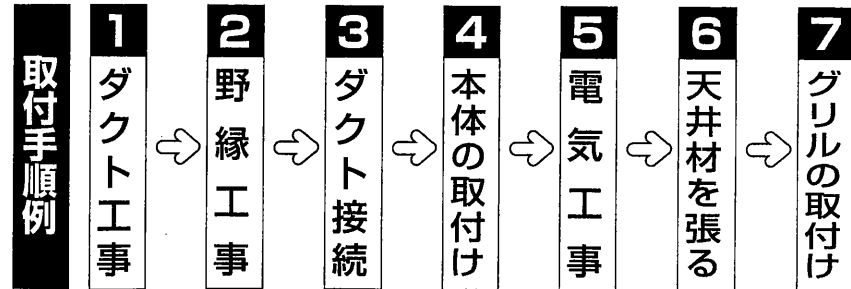 取付手順例
1
ダクト工事
2
野縁工事
3
ダクト接続
4
本体の取付け
5
電気工事
6
天井材を張る
7
グリルの取付け